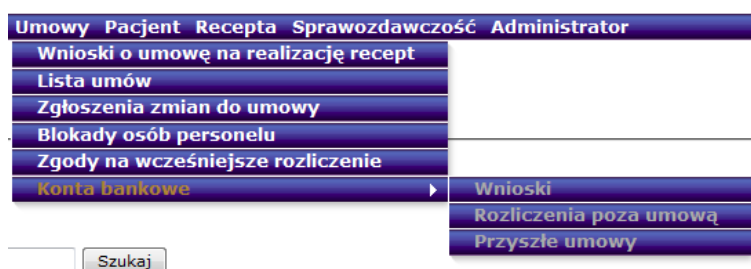 Umowy Pacjent Recepta Sprawozdawczość Administrator
Wnioski o umowę na realizację recept
Lista umów
Zgłoszenia zmian do umowy
Blokady osób personelu
Zgody na wcześniejsze rozliczenie
Konta bankowe
Wnioski
Rozliczenia poza umową
Przyszłe umowy
Szukaj